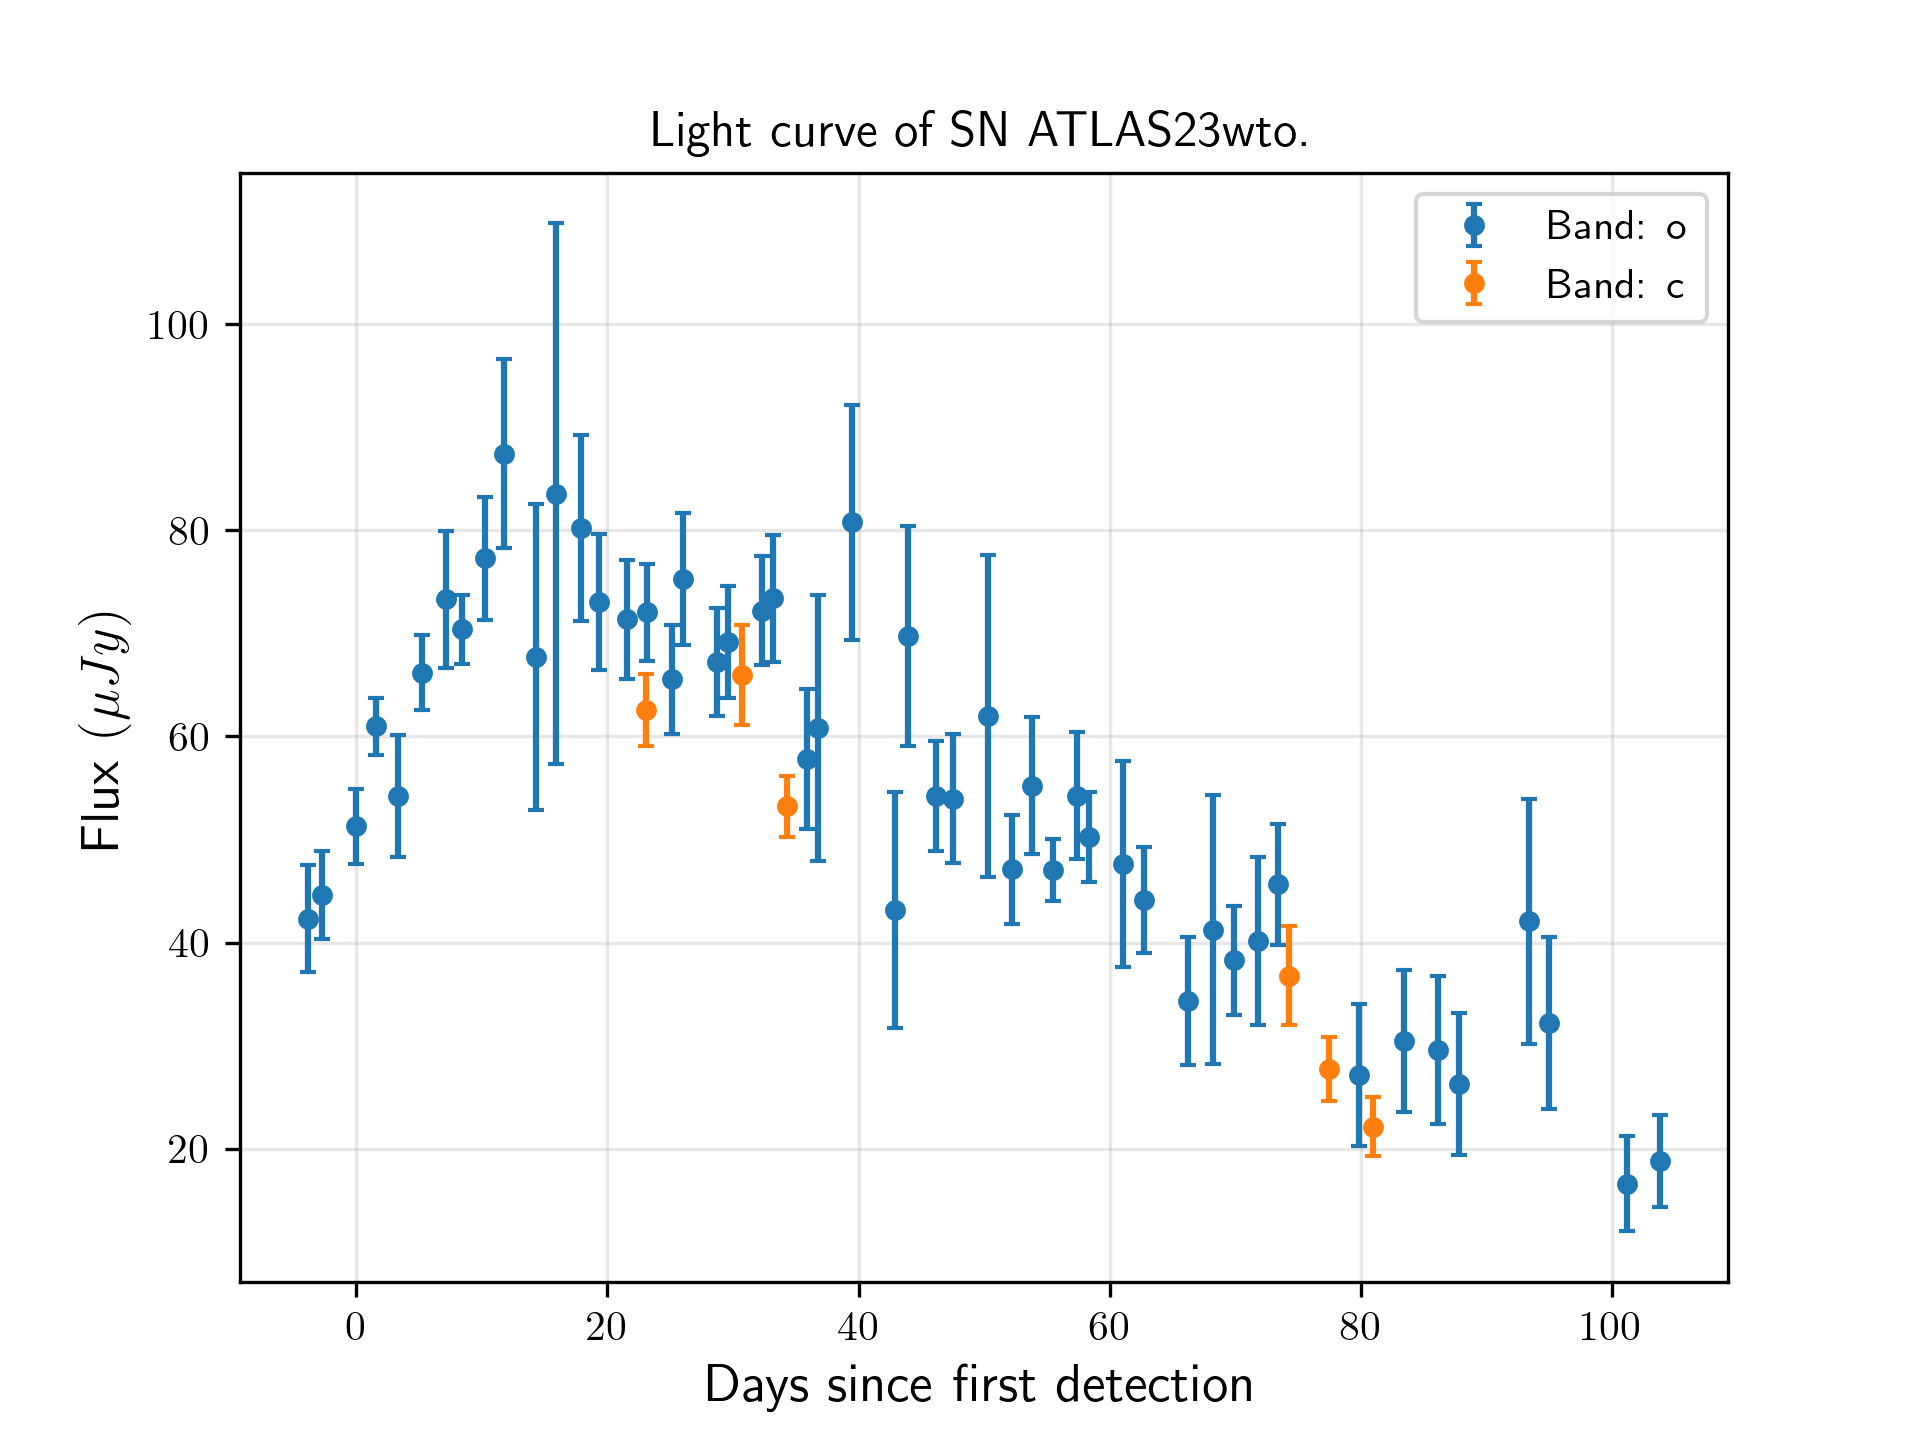 Light curve of SN ATLAS23wto.
Band: o
Band: c
100
80
60
40
20
Flux (μJy)
0 20 40 60 80 100
Days since first detection